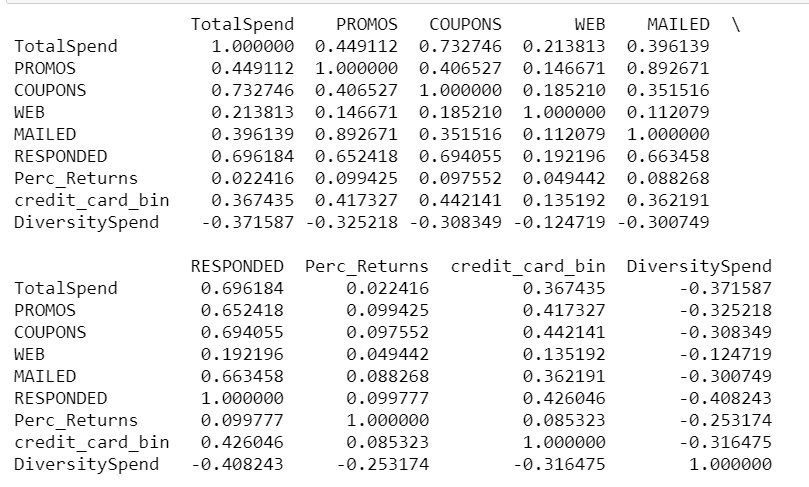 TotalSpend PROMOS COUPONS WEB MAILED \
TotalSpend 1.000000 0.449112 0.732746 0.213813 0.396139
PROMOS 0.449112 1.000000 0.406527 0.146671 0.892671
COUPONS 0.732746 0.406527 1.000000 0.185210 0.351516
WEB 0.213813 0.146671 0.185210 1.000000 0.112079
MAILED 0.396139 0.892671 0.351516 0.112079 1.000000
RESPONDED 0.696184 0.652418 0.694055 0.192196 0.663458
Perc_Returns 0.022416 0.099425 0.097552 0.049442 0.088268
credit_card_bin 0.367435 0.417327 0.442141 0.135192 0.362191
DiversitySpend -0.371587 -0.325218 -0.308349 -0.124719 -0.300749
RESPONDED Perc_Returns credit_card_bin DiversitySpend
TotalSpend 0.696184 0.022416 0.367435 -0.371587
PROMOS 0.652418 0.099425 0.417327 -0.325218
COUPONS 0.694055 0.097552 0.442141 -0.308349
WEB 0.192196 0.049442 0.135192 -0.124719
MAILED 0.663458 0.088268 0.362191 -0.300749
RESPONDED 1.000000 0.099777 0.426046 -0.408243
Perc_Returns 0.099777 1.000000 0.085323 -0.253174
credit_card_bin 0.426046 0.085323 1.000000 -0.316475
DiversitySpend -0.408243 -0.253174 -0.316475 1.000000